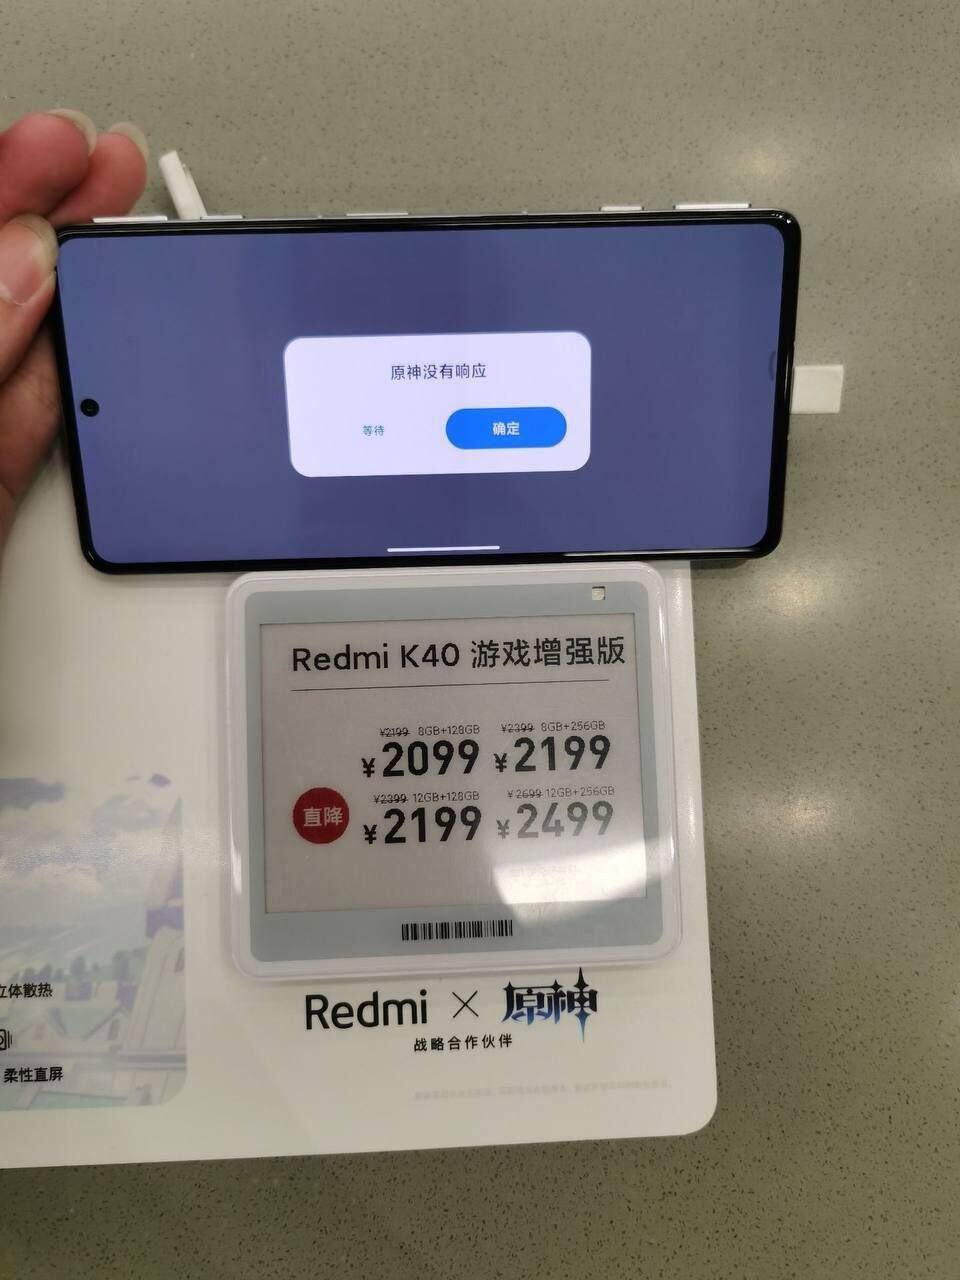 原神没有响应
等待
确定
Redmi K40 游戏增强版
¥2199 8GB+128GB
¥2099
¥2399 8GB+256GB
¥2199
直降
¥2399 12GB+128GB
¥2199
¥2699 12GB+256GB
¥2499
立体散热
柔性直屏
Redmi × 原神
战略合作伙伴